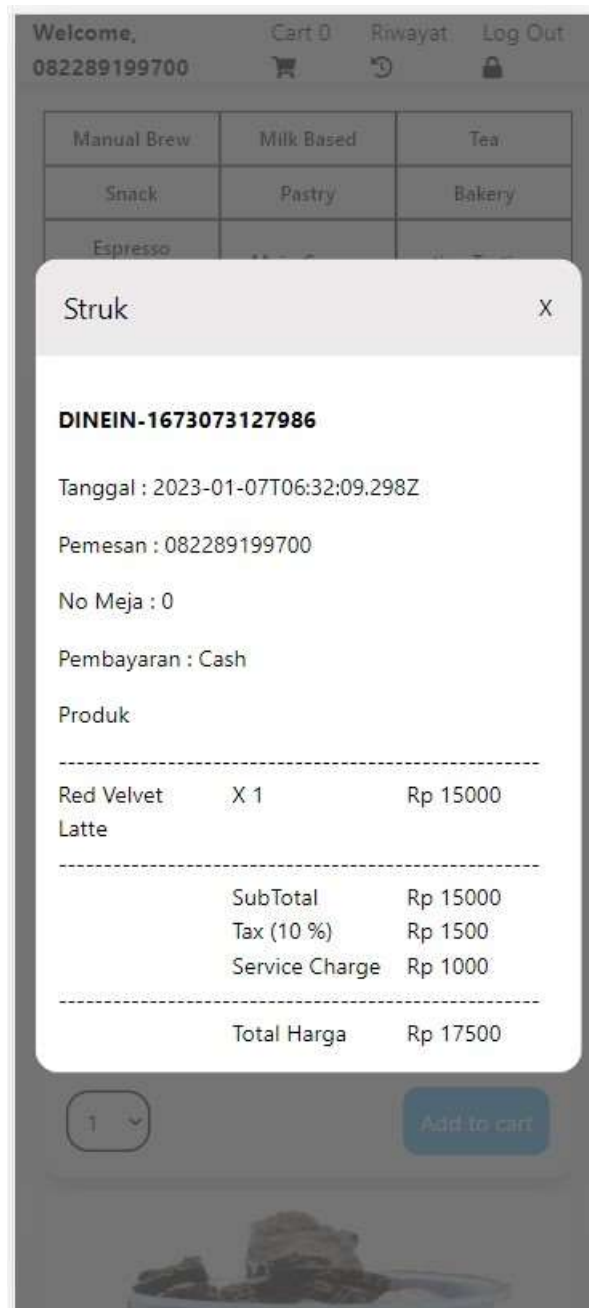 Welcome, Cart 0 Riwayat Log Out
082289199700
Manual Brew Milk Based Tea
Snack Pastry Bakery
Espresso
Struk X
DINEIN-1673073127986
Tanggal : 2023-01-07T06:32:09.298Z
Pemesan : 082289199700
No Meja : 0
Pembayaran : Cash
Produk
------------------------------------------------------
Red Velvet X 1 Rp 15000
Latte
------------------------------------------------------
SubTotal Rp 15000
Tax (10 %) Rp 1500
Service Charge Rp 1000
------------------------------------------------------
Total Harga Rp 17500
1 Add to cart